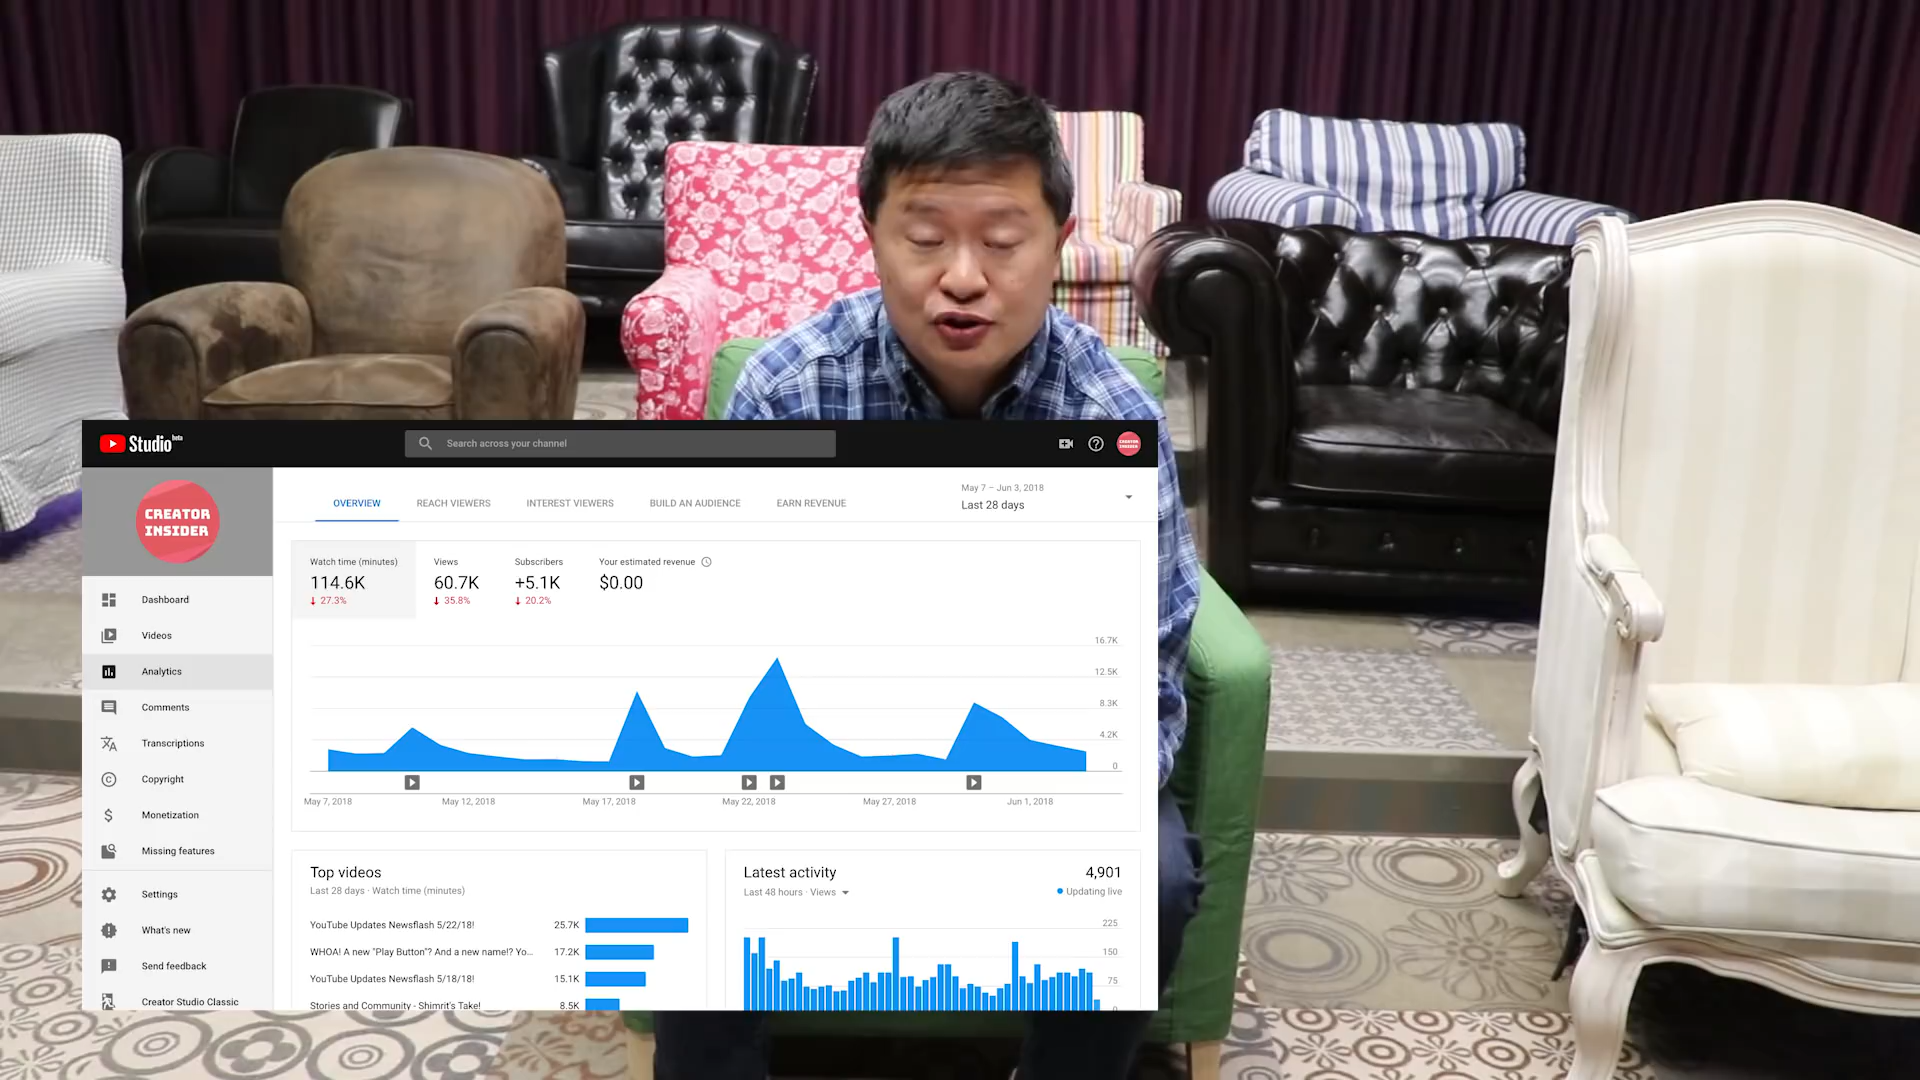 Studio beta
Search across your channel
CREATOR INSIDER
CREATOR
INSIDER
OVERVIEW REACH VIEWERS INTEREST VIEWERS BUILD AN AUDIENCE EARN REVENUE
May 7 – Jun 3, 2018
Last 28 days
Dashboard
Videos
Analytics
Comments
Transcriptions
Copyright
Monetization
Missing features
Settings
What's new
Send feedback
Creator Studio Classic
Watch time (minutes) Views Subscribers Your estimated revenue
114.6K 60.7K +5.1K $0.00
27.3% 35.8% 20.2%
16.7K
12.5K
8.3K
4.2K
0
May 7, 2018 May 12, 2018 May 17, 2018 May 22, 2018 May 27, 2018 Jun 1, 2018
Top videos
Last 28 days · Watch time (minutes)
YouTube Updates Newsflash 5/22/18! 25.7K
WHOA! A new "Play Button"? And a new name!? Yo... 17.2K
YouTube Updates Newsflash 5/18/18! 15.1K
Stories and Community - Shimrit's Take! 8.5K
Latest activity 4,901
Last 48 hours · Views Updating live
225
150
75
0